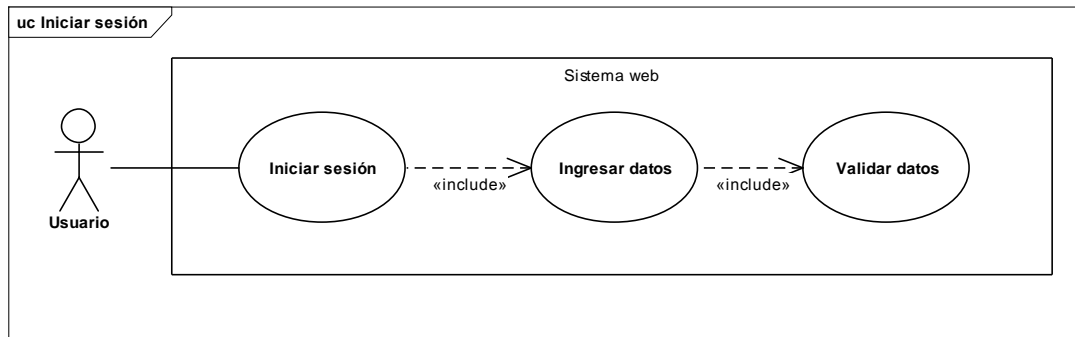 uc Iniciar sesión
Sistema web
Iniciar sesión
Ingresar datos
Validar datos
«include»
«include»
Usuario